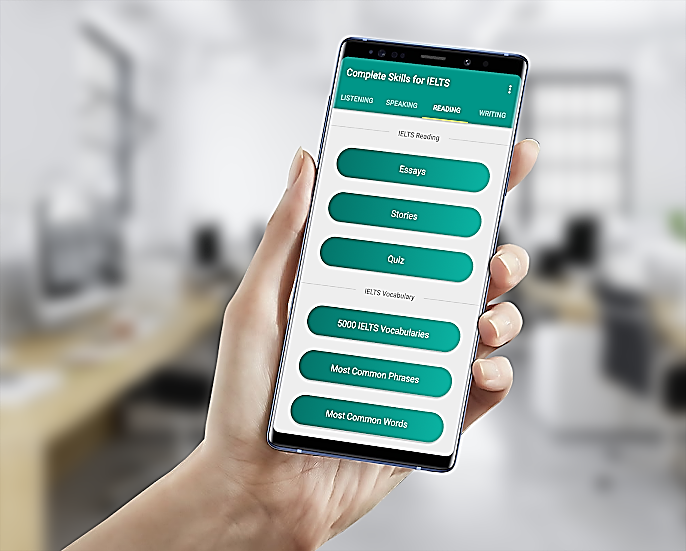 Complete Skills for IELTS
LISTENING SPEAKING READING WRITING
IELTS Reading
Essays
Stories
Quiz
IELTS Vocabulary
5000 IELTS Vocabularies
Most Common Phrases
Most Common Words